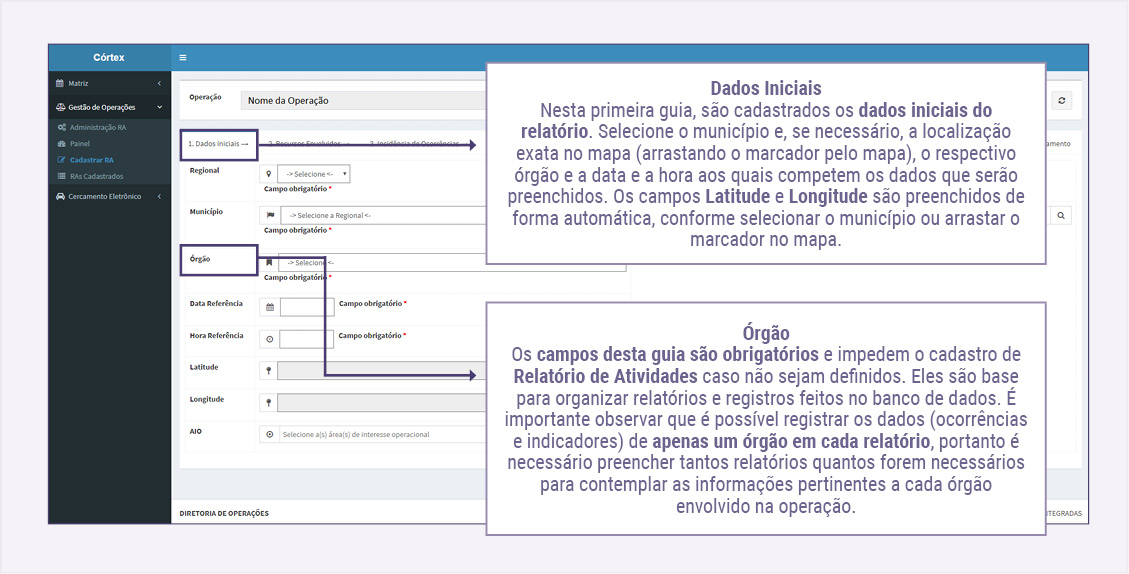 Córtex
Matriz
Gestão de Operações
Administração RA
Painel
Cadastrar RA
RAs Cadastrados
Cercamento Eletrônico
Operação
Nome da Operação
1. Dados Iniciais →
2. Recursos Envolvidos
3. Incidência de Ocorrências
amento
Regional
-> Selecione <-
Campo obrigatório *
Município
-> Selecione a Regional <-
Campo obrigatório *
Órgão
-> Selecione <-
Campo obrigatório *
Data Referência
Campo obrigatório *
Hora Referência
Campo obrigatório *
Latitude
Longitude
AIO
Selecione a(s) área(s) de interesse operacional
DIRETORIA DE OPERAÇÕES
NTEGRADAS
Dados Iniciais
Nesta primeira guia, são cadastrados os dados iniciais do
relatório. Selecione o município e, se necessário, a localização
exata no mapa (arrastando o marcador pelo mapa), o respectivo
órgão e a data e a hora aos quais competem os dados que serão
preenchidos. Os campos Latitude e Longitude são preenchidos de
forma automática, conforme selecionar o município ou arrastar o
marcador no mapa.
Órgão
Os campos desta guia são obrigatórios e impedem o cadastro de
Relatório de Atividades caso não sejam definidos. Eles são base
para organizar relatórios e registros feitos no banco de dados. É
importante observar que é possível registrar os dados (ocorrências
e indicadores) de apenas um órgão em cada relatório, portanto é
necessário preencher tantos relatórios quantos forem necessários
para contemplar as informações pertinentes a cada órgão
envolvido na operação.